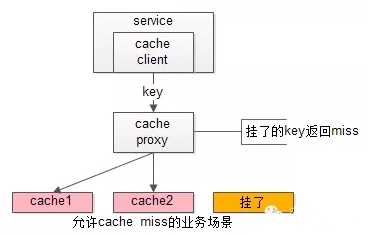 service
cache
client
key
cache
proxy
挂了的key返回miss
cache1
cache2
挂了
允许cache miss的业务场景